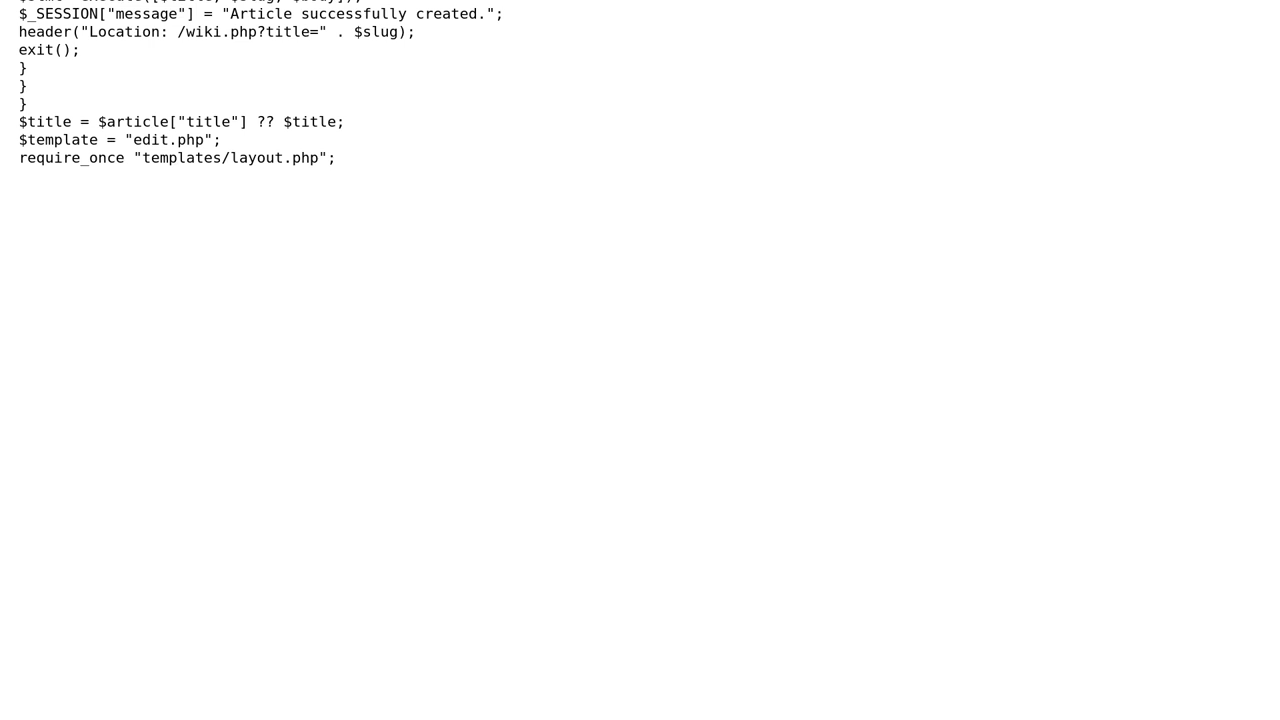 $_SESSION["message"] = "Article successfully created.";
header("Location: /wiki.php?title=" . $slug);
exit();
}
}
}
$title = $article["title"] ?? $title;
$template = "edit.php";
require_once "templates/layout.php";